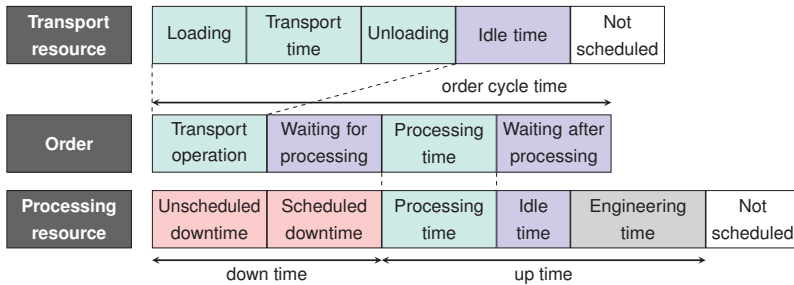 Transport
resource
Loading
Transport
time
Unloading
Idle time
Not
scheduled
order cycle time
Order
Transport
operation
Waiting for
processing
Processing
time
Waiting after
processing
Processing
resource
Unscheduled
downtime
Scheduled
downtime
Processing
time
Idle
time
Engineering
time
Not
scheduled
down time
up time